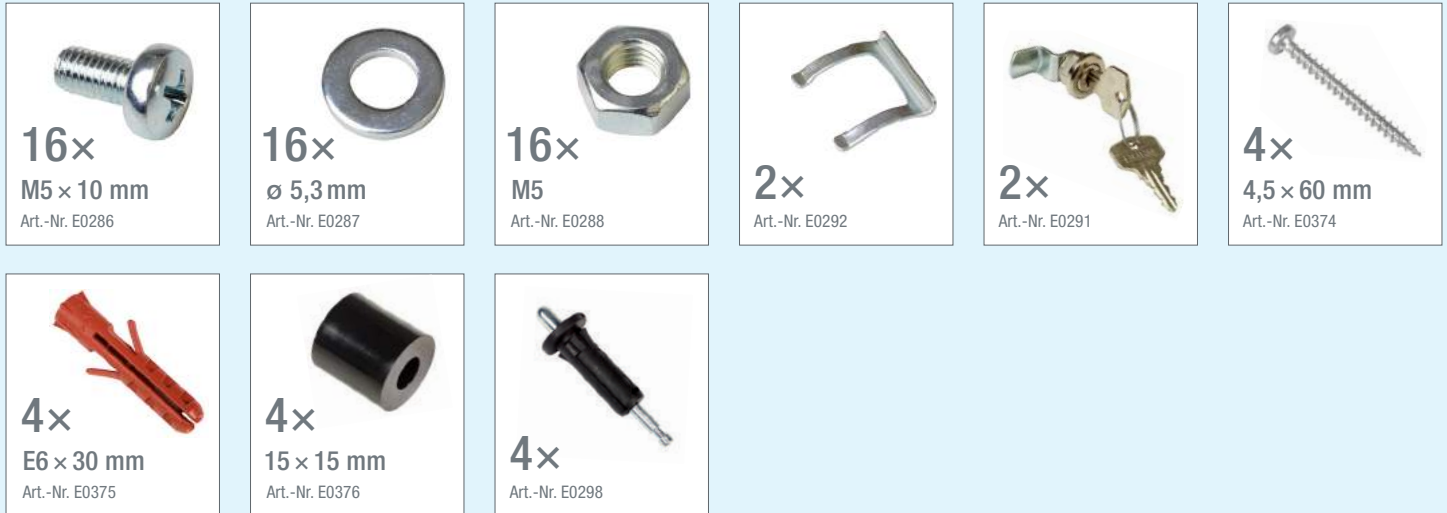 16×
M5 × 10 mm
Art.-Nr. E0286
16×
ø 5,3 mm
Art.-Nr. E0287
16×
M5
Art.-Nr. E0288
2×
Art.-Nr. E0292
2×
Art.-Nr. E0291
4×
4,5 × 60 mm
Art.-Nr. E0374
4×
E6 × 30 mm
Art.-Nr. E0375
4×
15 × 15 mm
Art.-Nr. E0376
4×
Art.-Nr. E0298